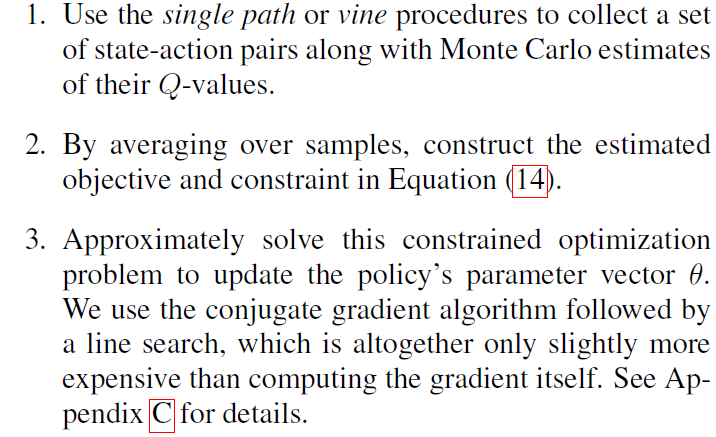 1. Use the single path or vine procedures to collect a set
of state-action pairs along with Monte Carlo estimates
of their Q-values.
2. By averaging over samples, construct the estimated
objective and constraint in Equation (14).
3. Approximately solve this constrained optimization
problem to update the policy’s parameter vector θ.
We use the conjugate gradient algorithm followed by
a line search, which is altogether only slightly more
expensive than computing the gradient itself. See Ap-
pendix C for details.